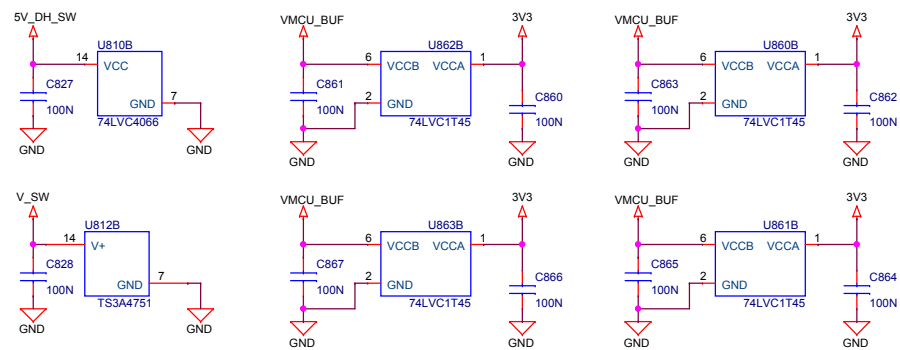 5V_DH_SW
U810B
14
VCC
C827
100N
GND
7
74LVC4066
GND
GND
VMCU_BUF
3V3
U862B
6
VCCB
VCCA
1
C861
100N
2
GND
74LVC1T45
C860
100N
GND
GND
VMCU_BUF
3V3
U860B
6
VCCB
VCCA
1
C863
100N
2
GND
74LVC1T45
C862
100N
GND
GND
V_SW
U812B
14
V+
C828
100N
GND
7
TS3A4751
GND
GND
VMCU_BUF
3V3
U863B
6
VCCB
VCCA
1
C867
100N
2
GND
74LVC1T45
C866
100N
GND
GND
VMCU_BUF
3V3
U861B
6
VCCB
VCCA
1
C865
100N
2
GND
74LVC1T45
C864
100N
GND
GND